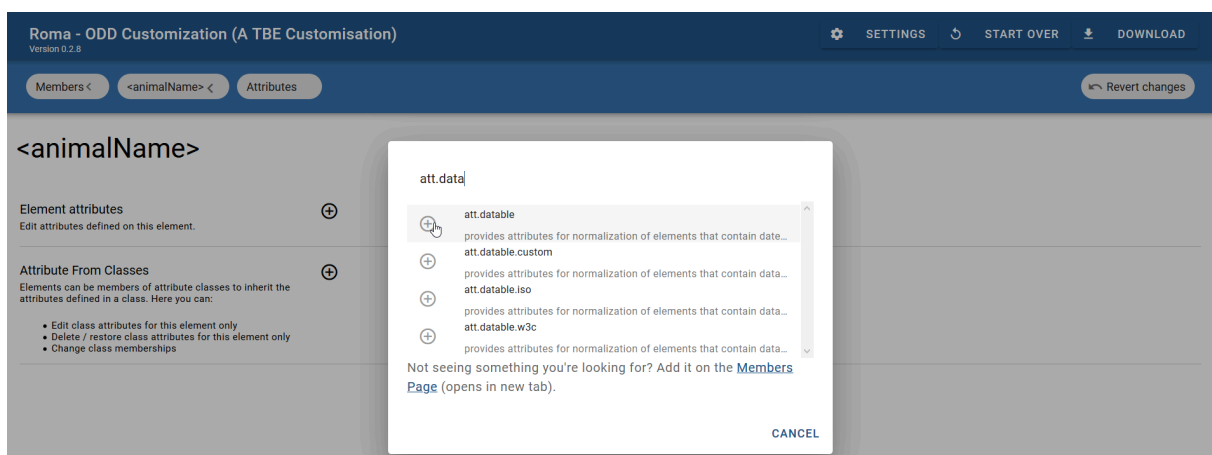 Roma - ODD Customization (A TBE Customisation)
Version 0.2.8
SETTINGS
START OVER
DOWNLOAD
Members <
<animalName> <
Attributes
Revert changes
<animalName>
Element attributes
Edit attributes defined on this element.
Attribute From Classes
Elements can be members of attribute classes to inherit the
attributes defined in a class. Here you can:
• Edit class attributes for this element only
• Delete / restore class attributes for this element only
• Change class memberships
att.data
att.datable
provides attributes for normalization of elements that contain date...
att.datable.custom
provides attributes for normalization of elements that contain data...
att.datable.iso
provides attributes for normalization of elements that contain data...
att.datable.w3c
provides attributes for normalization of elements that contain data...
Not seeing something you're looking for? Add it on the Members
Page (opens in new tab).
CANCEL